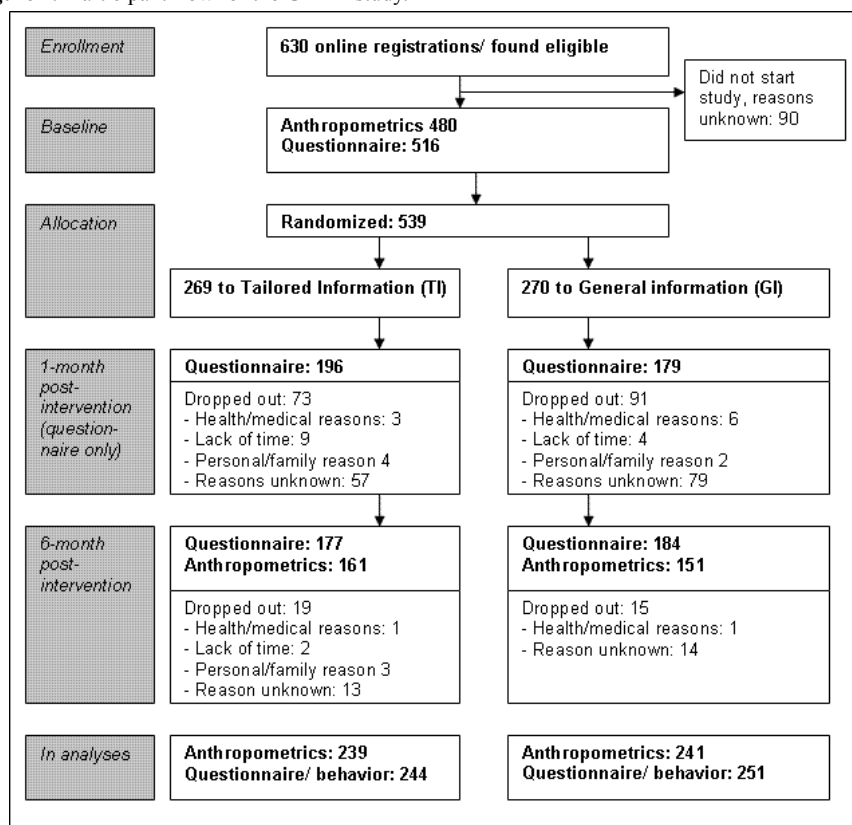 study.
Enrollment
630 online registrations/ found eligible
Did not start
study, reasons
unknown: 90
Baseline
Anthropometrics 480
Questionnaire: 516
Allocation
Randomized: 539
269 to Tailored Information (TI)
270 to General information (GI)
1-month
post-
intervention
(question-
naire only)
Questionnaire: 196
Dropped out: 73
- Health/medical reasons: 3
- Lack of time: 9
- Personal/family reason 4
- Reasons unknown: 57
Questionnaire: 179
Dropped out: 91
- Health/medical reasons: 6
- Lack of time: 4
- Personal/family reason 2
- Reasons unknown: 79
6-month
post-
intervention
Questionnaire: 177
Anthropometrics: 161
Dropped out: 19
- Health/medical reasons: 1
- Lack of time: 2
- Personal/family reason 3
- Reason unknown: 13
Questionnaire: 184
Anthropometrics: 151
Dropped out: 15
- Health/medical reasons: 1
- Reason unknown: 14
In analyses
Anthropometrics: 239
Questionnaire/ behavior: 244
Anthropometrics: 241
Questionnaire/ behavior: 251